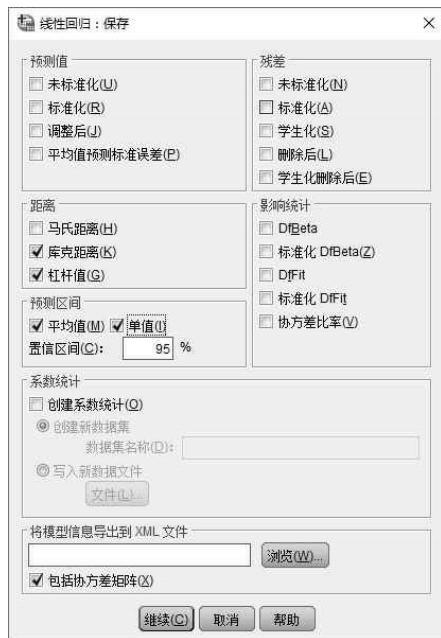 线性回归：保存
预测值
未标准化(U)
标准化(R)
调整后(J)
平均值预测标准误差(P)
残差
未标准化(N)
标准化(A)
学生化(S)
删除后(L)
学生化删除后(E)
距离
马氏距离(H)
库克距离(K)
杠杆值(G)
影响统计
DfBeta
标准化 DfBeta(Z)
DfFit
标准化 DfFit
协方差比率(V)
预测区间
平均值(M) 单值(I)
置信区间(C)： 95 %
系数统计
创建系数统计(O)
创建新数据集
数据集名称(D)：
写入新数据文件
文件(L)...
将模型信息导出到 XML 文件
浏览(W)...
包括协方差矩阵(X)
继续(C) 取消 帮助